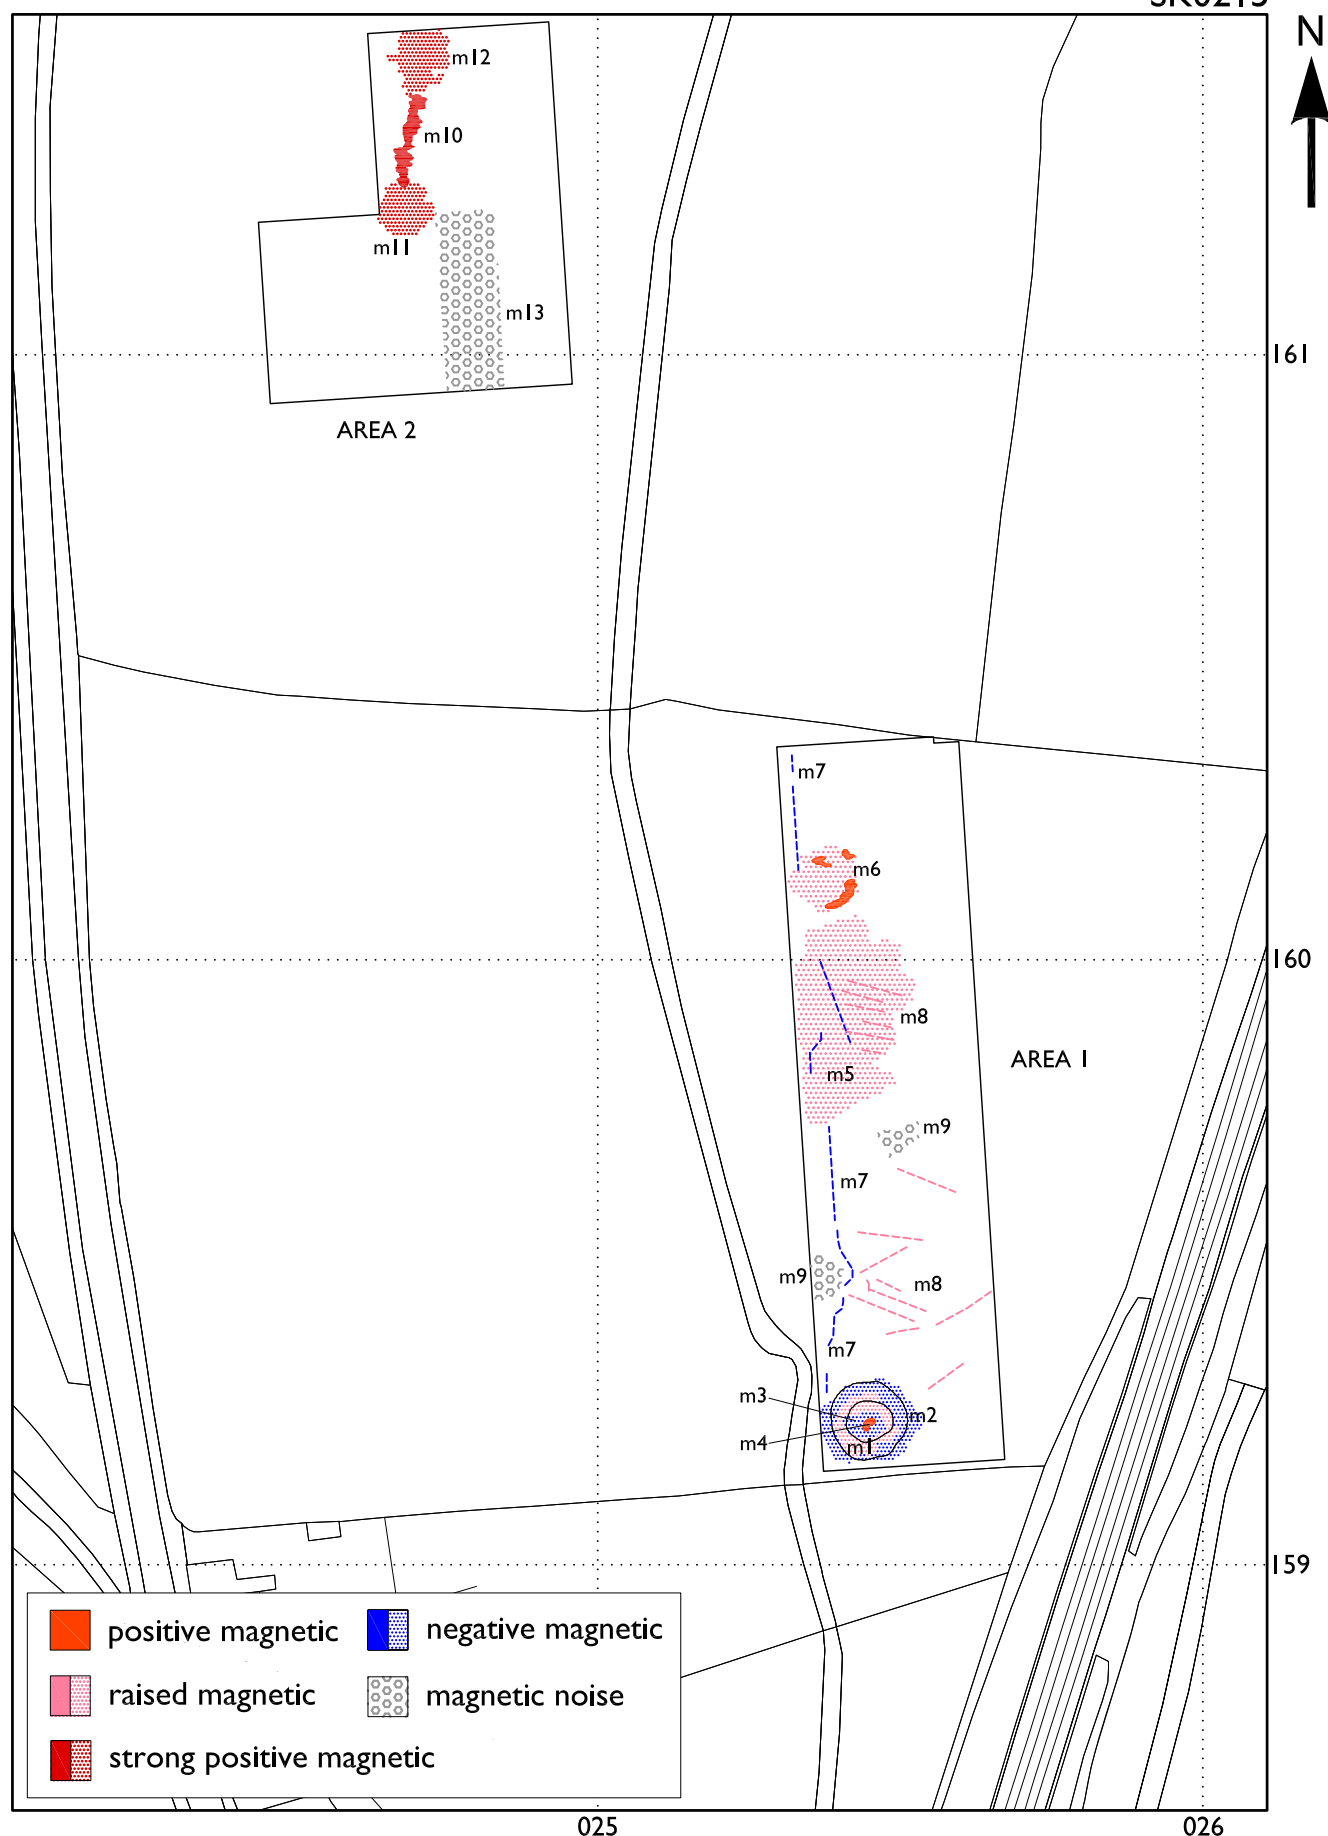 N
m12
m10
m11
m13
161
AREA 2
m7
m6
160
m8
AREA 1
m5
m9
m7
m9
m8
m7
m3
m2
m4
m1
159
positive magnetic
negative magnetic
raised magnetic
magnetic noise
strong positive magnetic
025
026